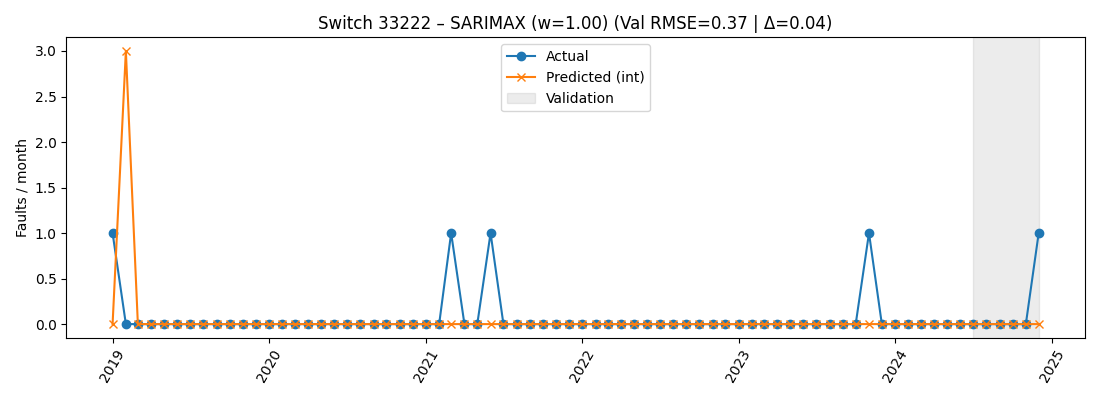 Switch 33222 – SARIMAX (w=1.00) (Val RMSE=0.37 | Δ=0.04)
Faults / month
3.0
2.5
2.0
1.5
1.0
0.5
0.0
Actual
Predicted (int)
Validation
2019
2020
2021
2022
2023
2024
2025